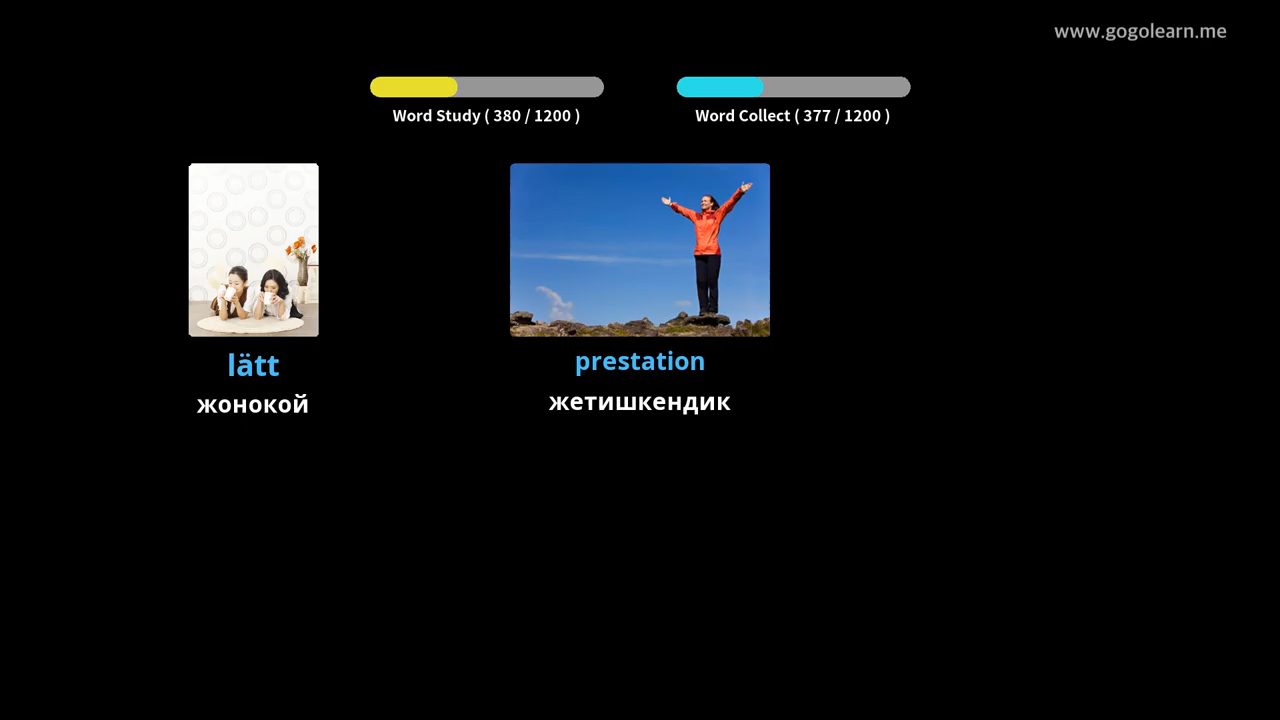 www.gogolearn.me
Word Study ( 380 / 1200 )
Word Collect ( 377 / 1200 )
lätt
жонокой
prestation
жетишкендик